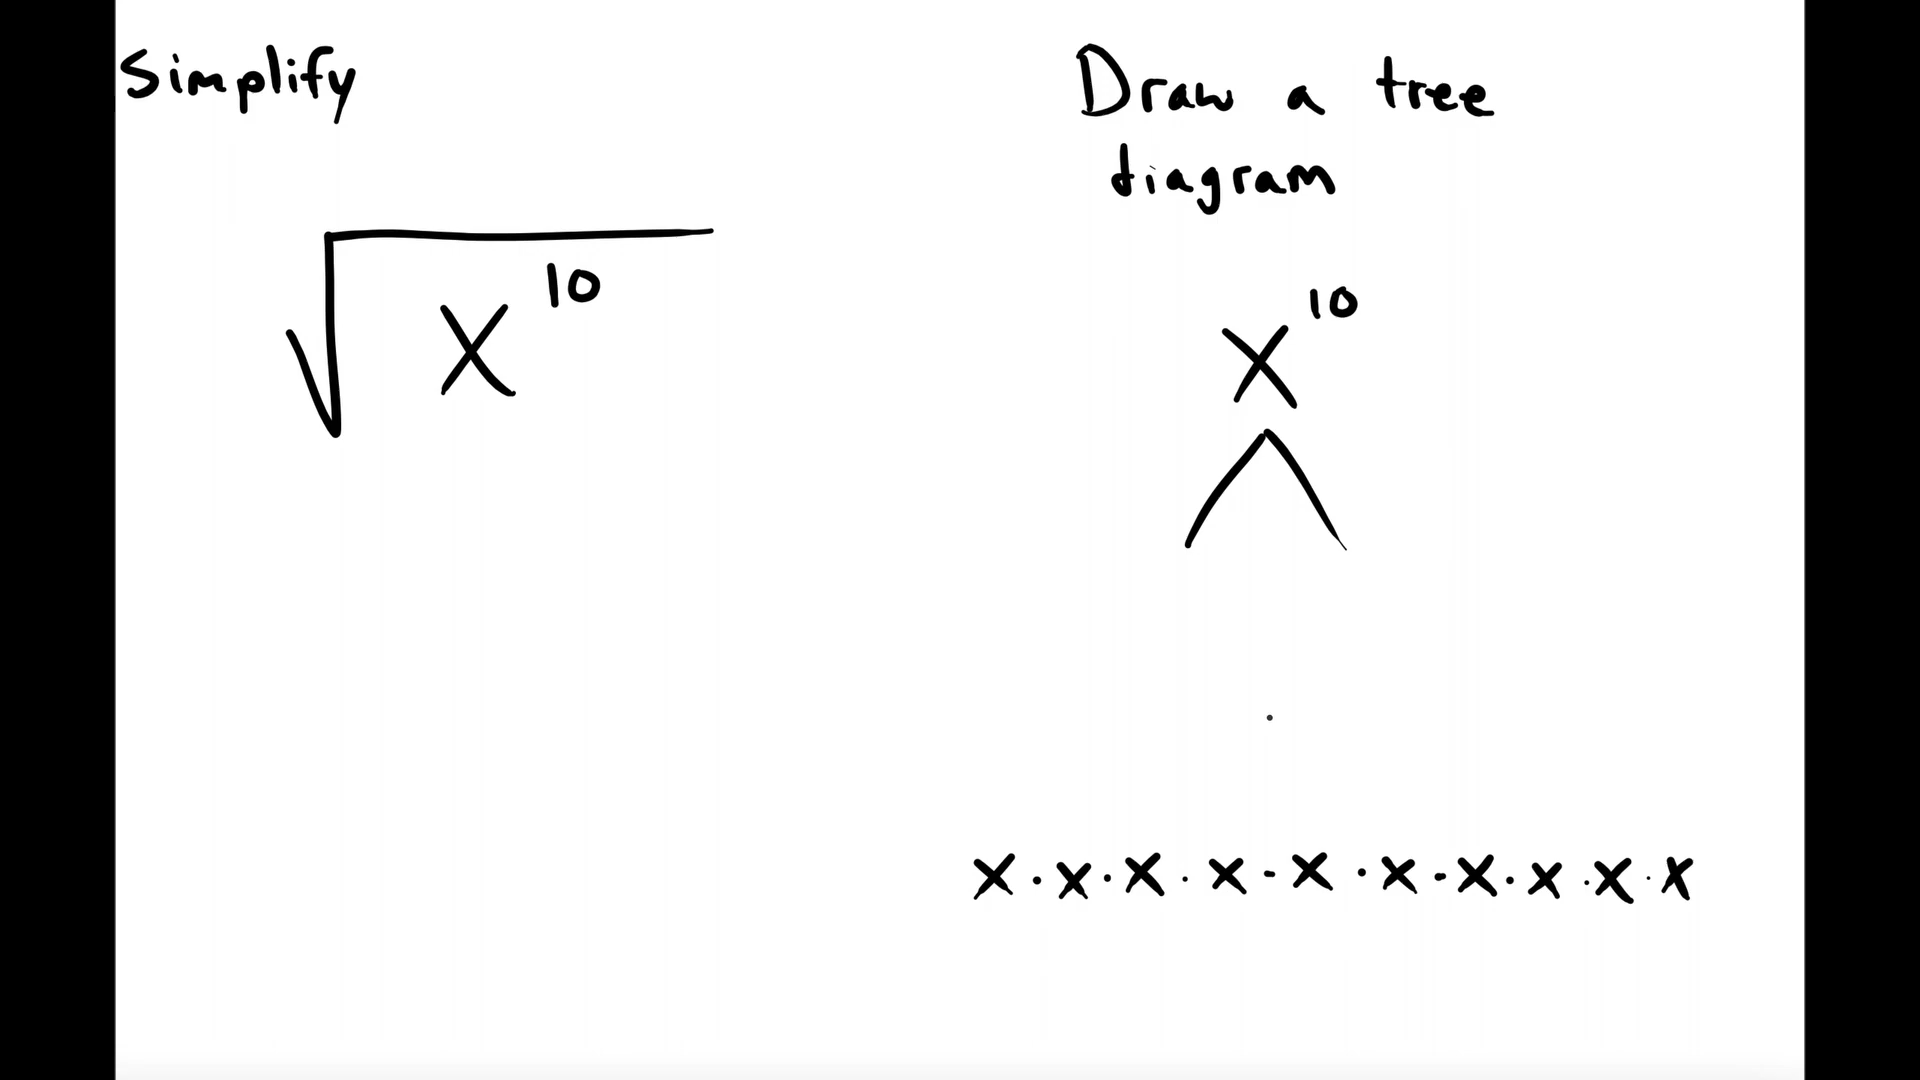 Simplify
√x¹⁰
Draw a tree
diagram
x¹⁰
x · x · x · x · x · x · x · x · x · x